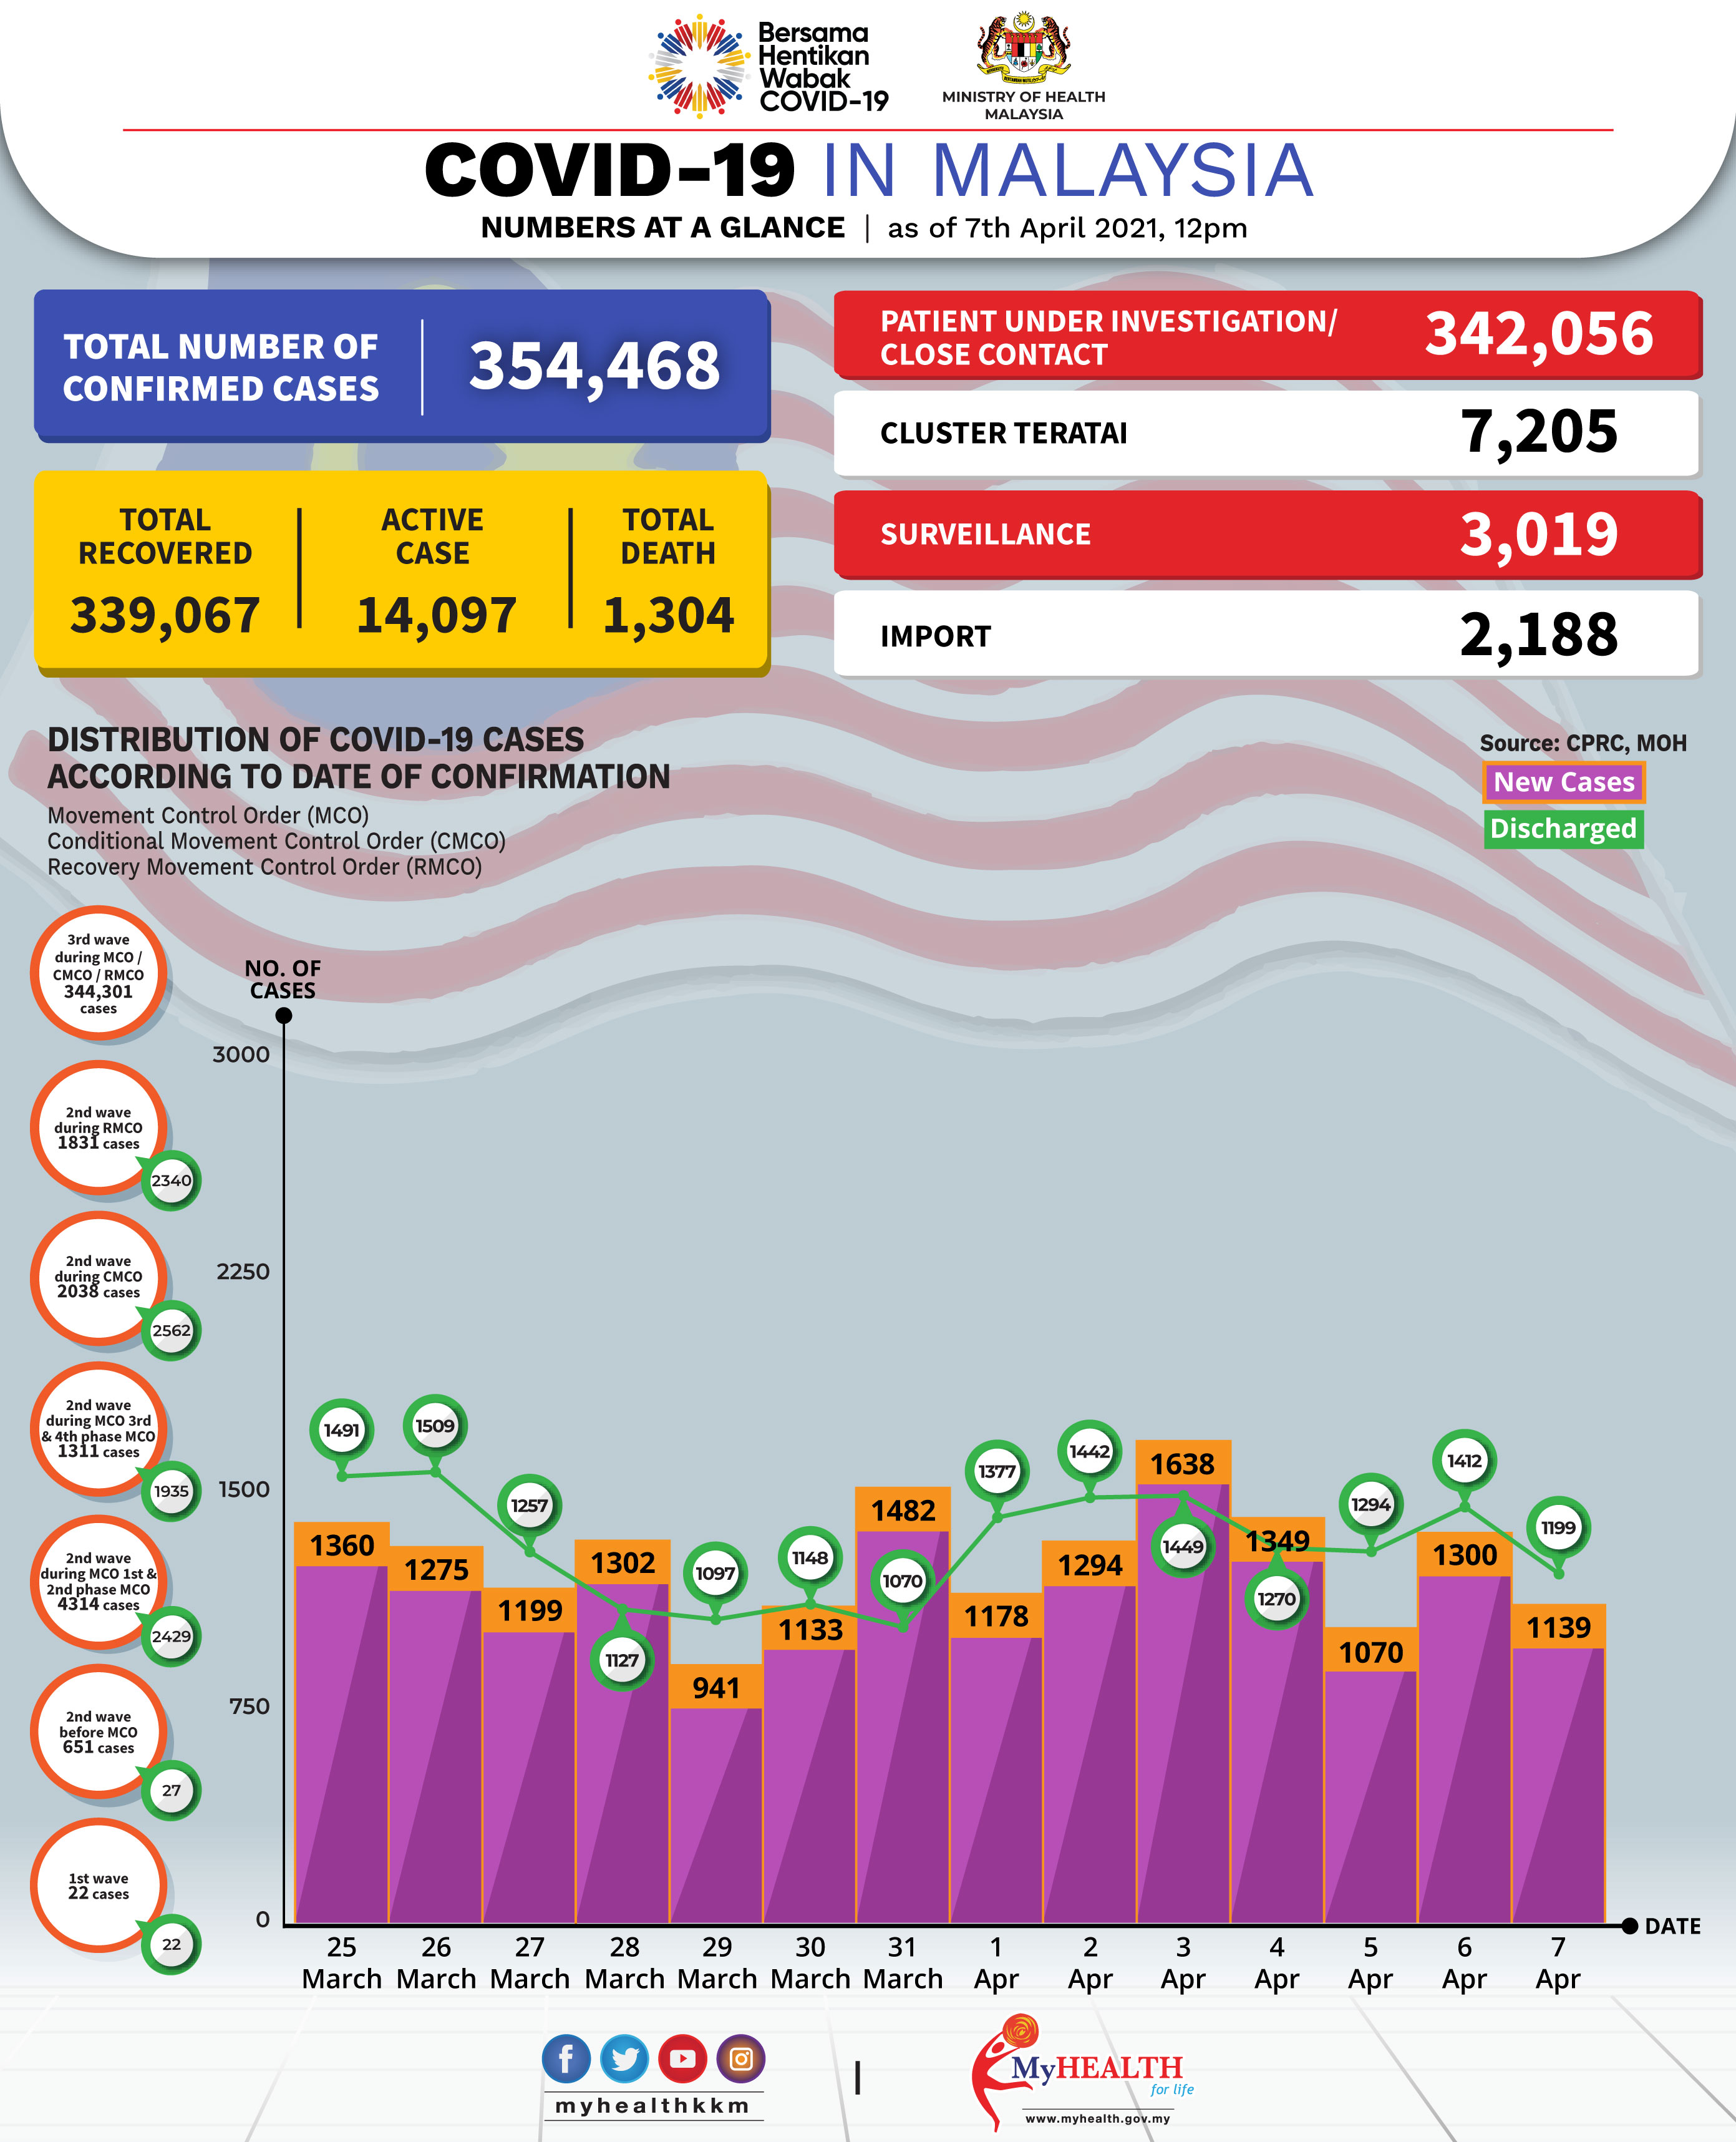 Bersama
Hentikan
Wabak
COVID-19
MINISTRY OF HEALTH
MALAYSIA
COVID-19 IN MALAYSIA
NUMBERS AT A GLANCE | as of 7th April 2021, 12pm
TOTAL NUMBER OF
CONFIRMED CASES
354,468
TOTAL
RECOVERED
339,067
ACTIVE
CASE
14,097
TOTAL
DEATH
1,304
PATIENT UNDER INVESTIGATION/
CLOSE CONTACT
342,056
CLUSTER TERATAI
7,205
SURVEILLANCE
3,019
IMPORT
2,188
DISTRIBUTION OF COVID-19 CASES
ACCORDING TO DATE OF CONFIRMATION
Movement Control Order (MCO)
Conditional Movement Control Order (CMCO)
Recovery Movement Control Order (RMCO)
Source: CPRC, MOH
New Cases
Discharged
3rd wave
during MCO /
CMCO / RMCO
344,301
cases
2nd wave
during RMCO
1831 cases
2340
2nd wave
during CMCO
2038 cases
2562
2nd wave
during MCO 3rd
& 4th phase MCO
1311 cases
1935
2nd wave
during MCO 1st &
2nd phase MCO
4314 cases
2429
2nd wave
before MCO
651 cases
27
1st wave
22 cases
22
NO. OF
CASES
3000
2250
1500
750
0
1491
1509
1257
1127
1097
1148
1070
1377
1442
1449
1270
1294
1412
1199
1360
1275
1199
1302
941
1133
1482
1178
1294
1638
1349
1070
1300
1139
DATE
25
March
26
March
27
March
28
March
29
March
30
March
31
March
1
Apr
2
Apr
3
Apr
4
Apr
5
Apr
6
Apr
7
Apr
myhealthkkm
MyHEALTH
for life
www.myhealth.gov.my